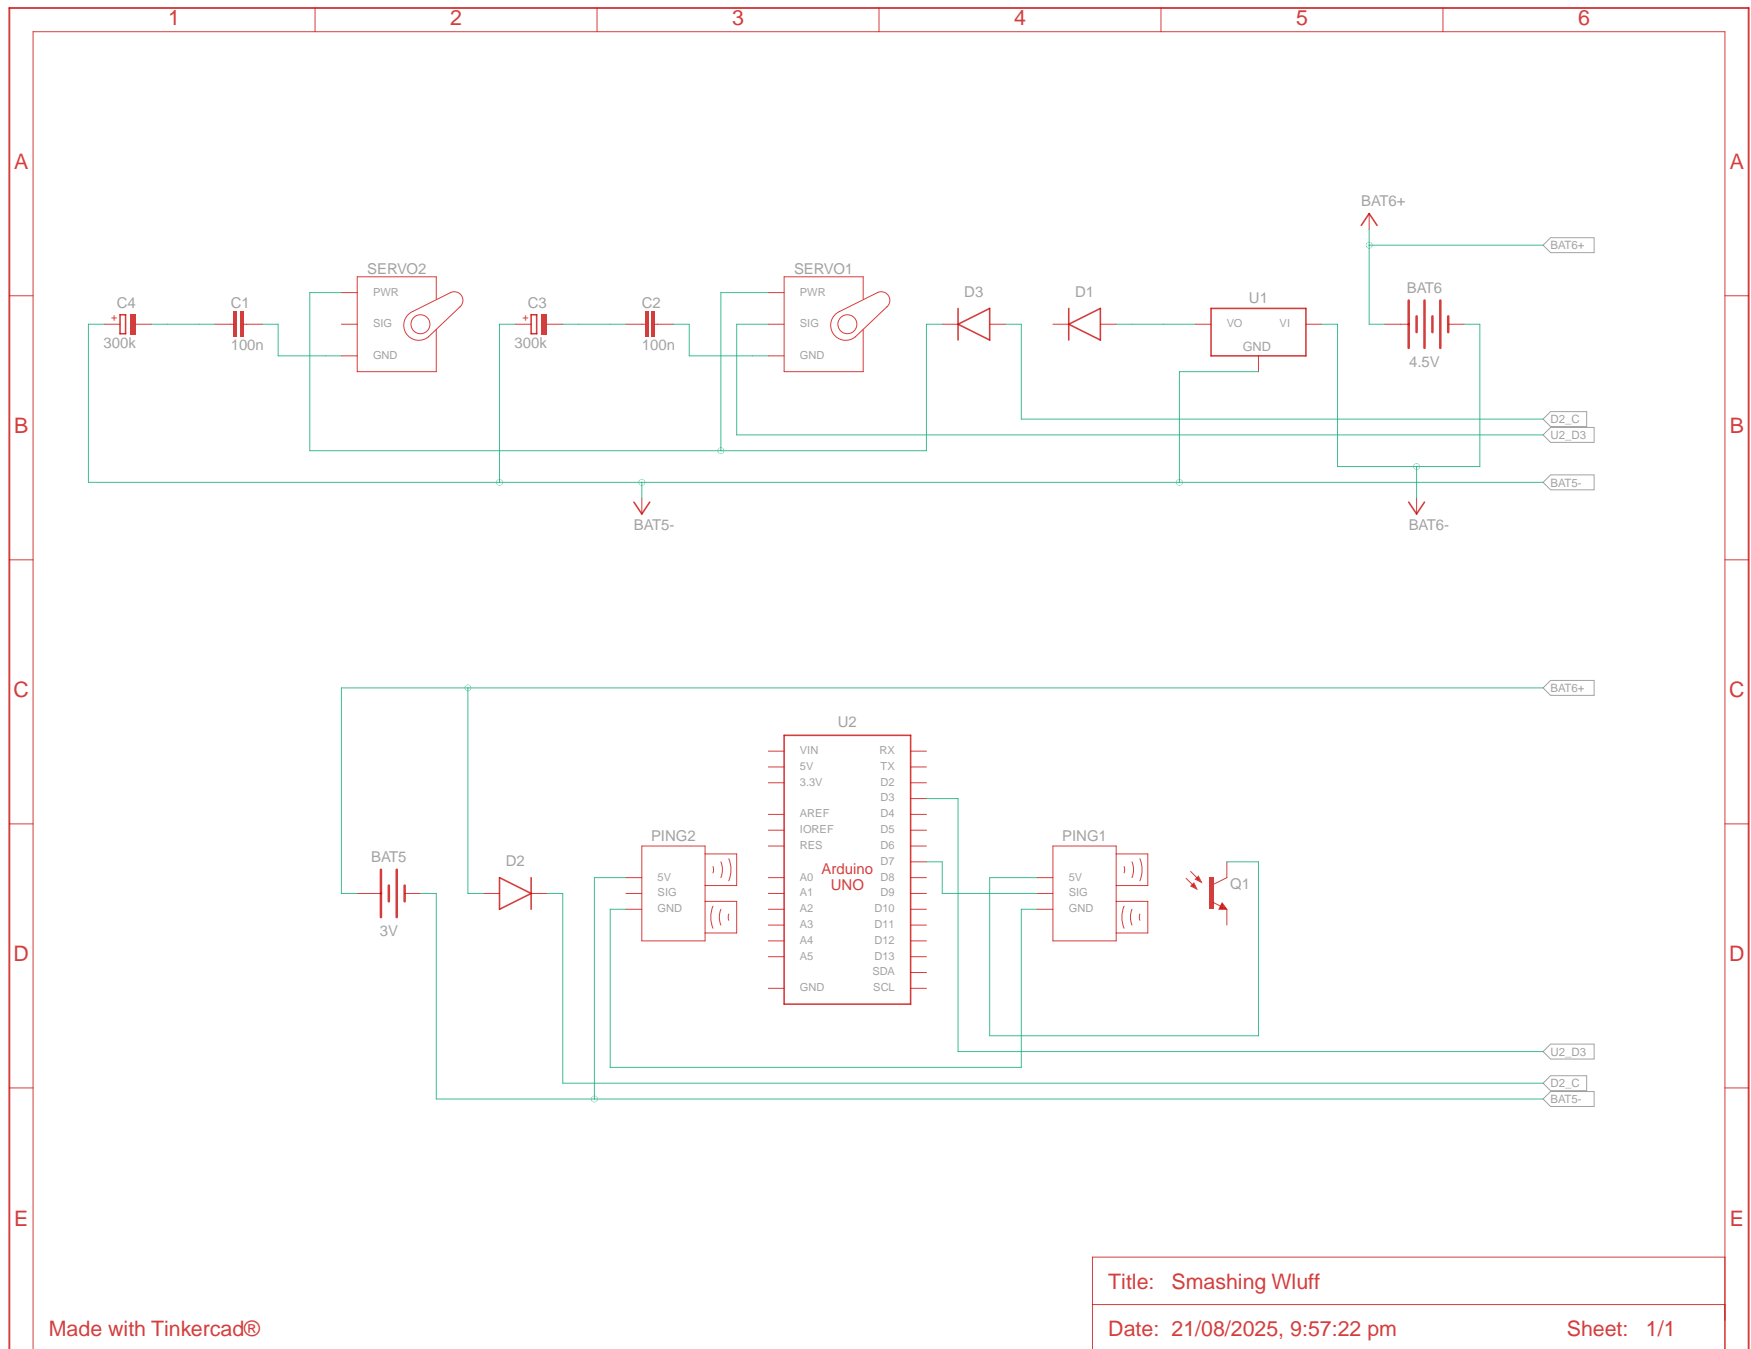 1 2 3 4 5 6
A A
BAT6+
BAT6+
SERVO2 SERVO1
BAT6
D3 D1
U1
C4 C1 C3 C2
PWR PWR
SIG SIG
VO VI
300k 100n 300k 100n
GND GND
GND
4.5V
D2_C
B B
U2_D3
BAT5-
BAT5- BAT6-
C C
BAT6+
U2
VIN RX
5V TX
3.3V D2
D3
AREF D4
IOREF D5
RES D6
D7
A0 D8
A1 D9
A2 D10
A3 D11
A4 D12
A5 D13
SDA
GND SCL
Arduino
UNO
PING2 PING1
BAT5 D2
5V 5V
SIG SIG
GND GND
Q1
3V
D D
U2_D3
D2_C
BAT5-
E E
Title: Smashing Wluff
Made with Tinkercad®
Date: 21/08/2025, 9:57:22 pm Sheet: 1/1